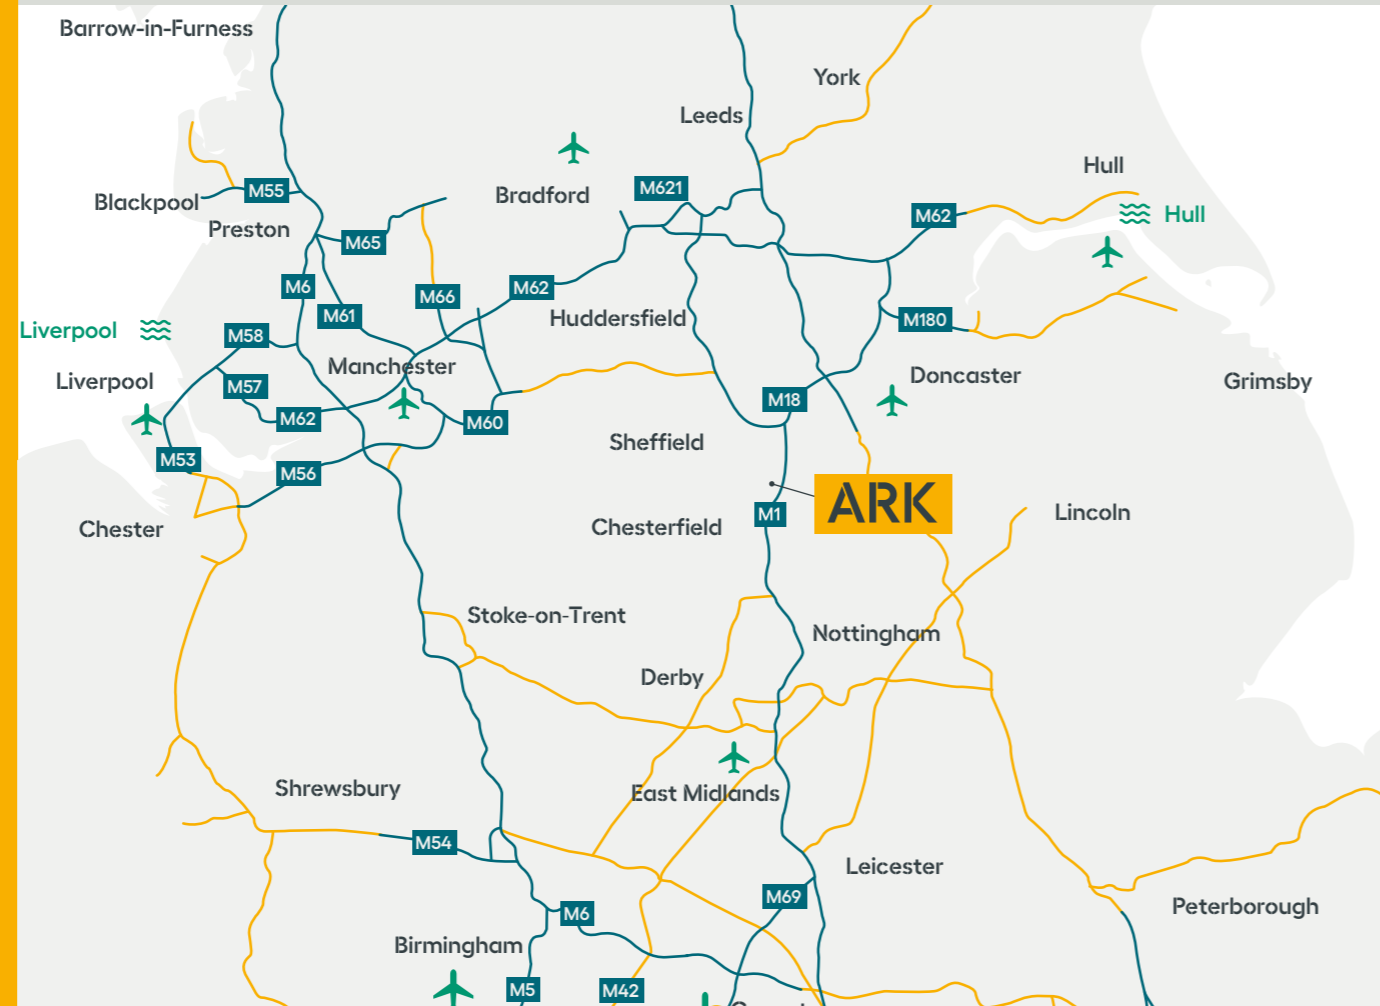 Barrow-in-Furness
York
Leeds
Hull
Bradford
M621
M55
Blackpool
M62
Hull
Preston
M65
M6
M66
M62
M61
Huddersfield
M180
Liverpool
M58
Manchester
Liverpool
M57
Doncaster
Grimsby
M18
M62
M60
Sheffield
M53
M56
ARK
M1
Lincoln
Chester
Chesterfield
Stoke-on-Trent
Nottingham
Derby
Shrewsbury
East Midlands
M54
Leicester
M69
Peterborough
M6
Birmingham
M5
M42